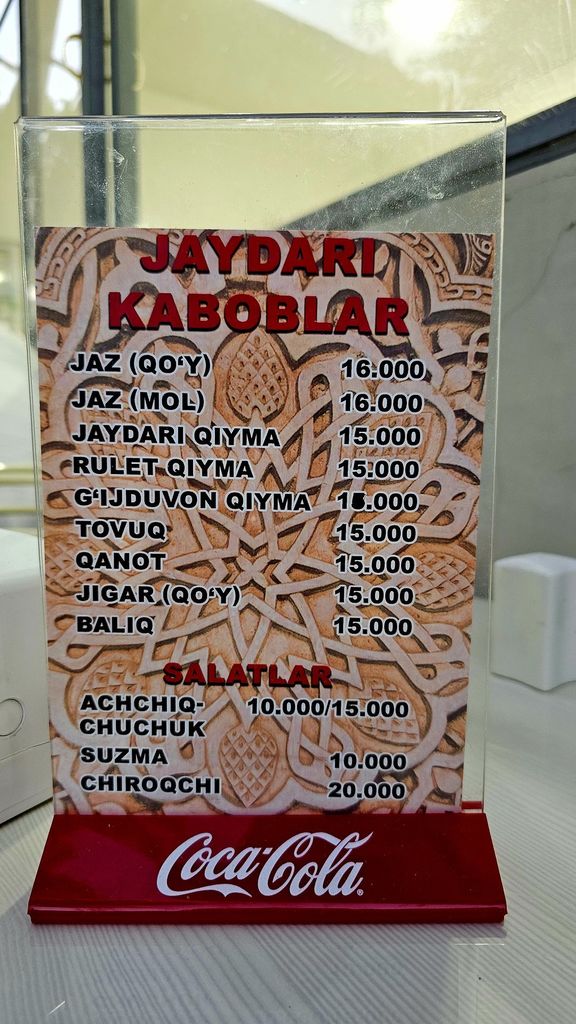 JAYDARI
KABOBLAR
JAZ (QO‘Y) 16.000
JAZ (MOL) 16.000
JAYDARI QIYMA 15.000
RULET QIYMA 15.000
G‘IJDUVON QIYMA 15.000
TOVUQ 15.000
QANOT 15.000
JIGAR (QO‘Y) 15.000
BALIQ 15.000
SALATLAR
ACHCHIQ- 10.000/15.000
CHUCHUK
SUZMA 10.000
CHIROQCHI 20.000
Coca-Cola®